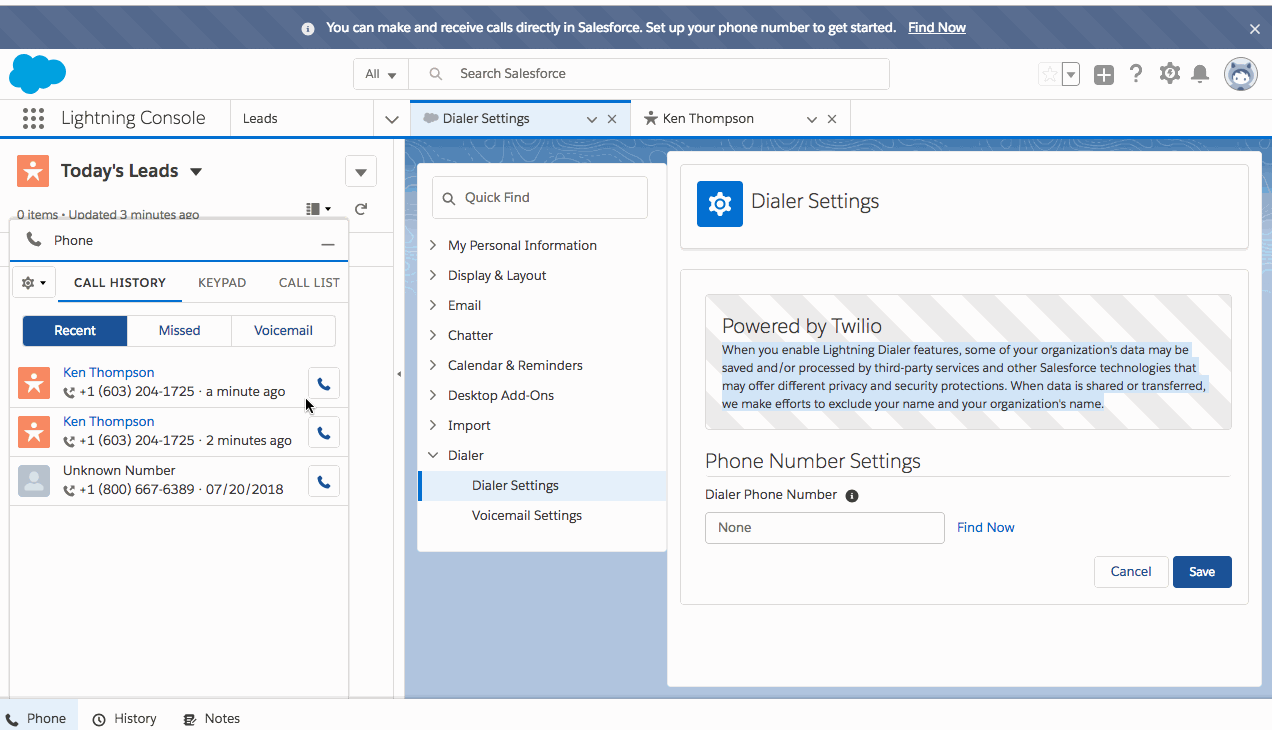 You can make and receive calls directly in Salesforce. Set up your phone number to get started. Find Now
All
Search Salesforce
Lightning Console
Leads
Dialer Settings
Ken Thompson
Today's Leads
0 items • Updated 3 minutes ago
Phone
CALL HISTORY
KEYPAD
CALL LIST
Recent
Missed
Voicemail
Ken Thompson
+1 (603) 204-1725 · a minute ago
Ken Thompson
+1 (603) 204-1725 · 2 minutes ago
Unknown Number
+1 (800) 667-6389 · 07/20/2018
Quick Find
My Personal Information
Display & Layout
Email
Chatter
Calendar & Reminders
Desktop Add-Ons
Import
Dialer
Dialer Settings
Voicemail Settings
Dialer Settings
Powered by Twilio
When you enable Lightning Dialer features, some of your organization's data may be
saved and/or processed by third-party services and other Salesforce technologies that
may offer different privacy and security protections. When data is shared or transferred,
we make efforts to exclude your name and your organization's name.
Phone Number Settings
Dialer Phone Number
None
Find Now
Cancel
Save
Phone
History
Notes